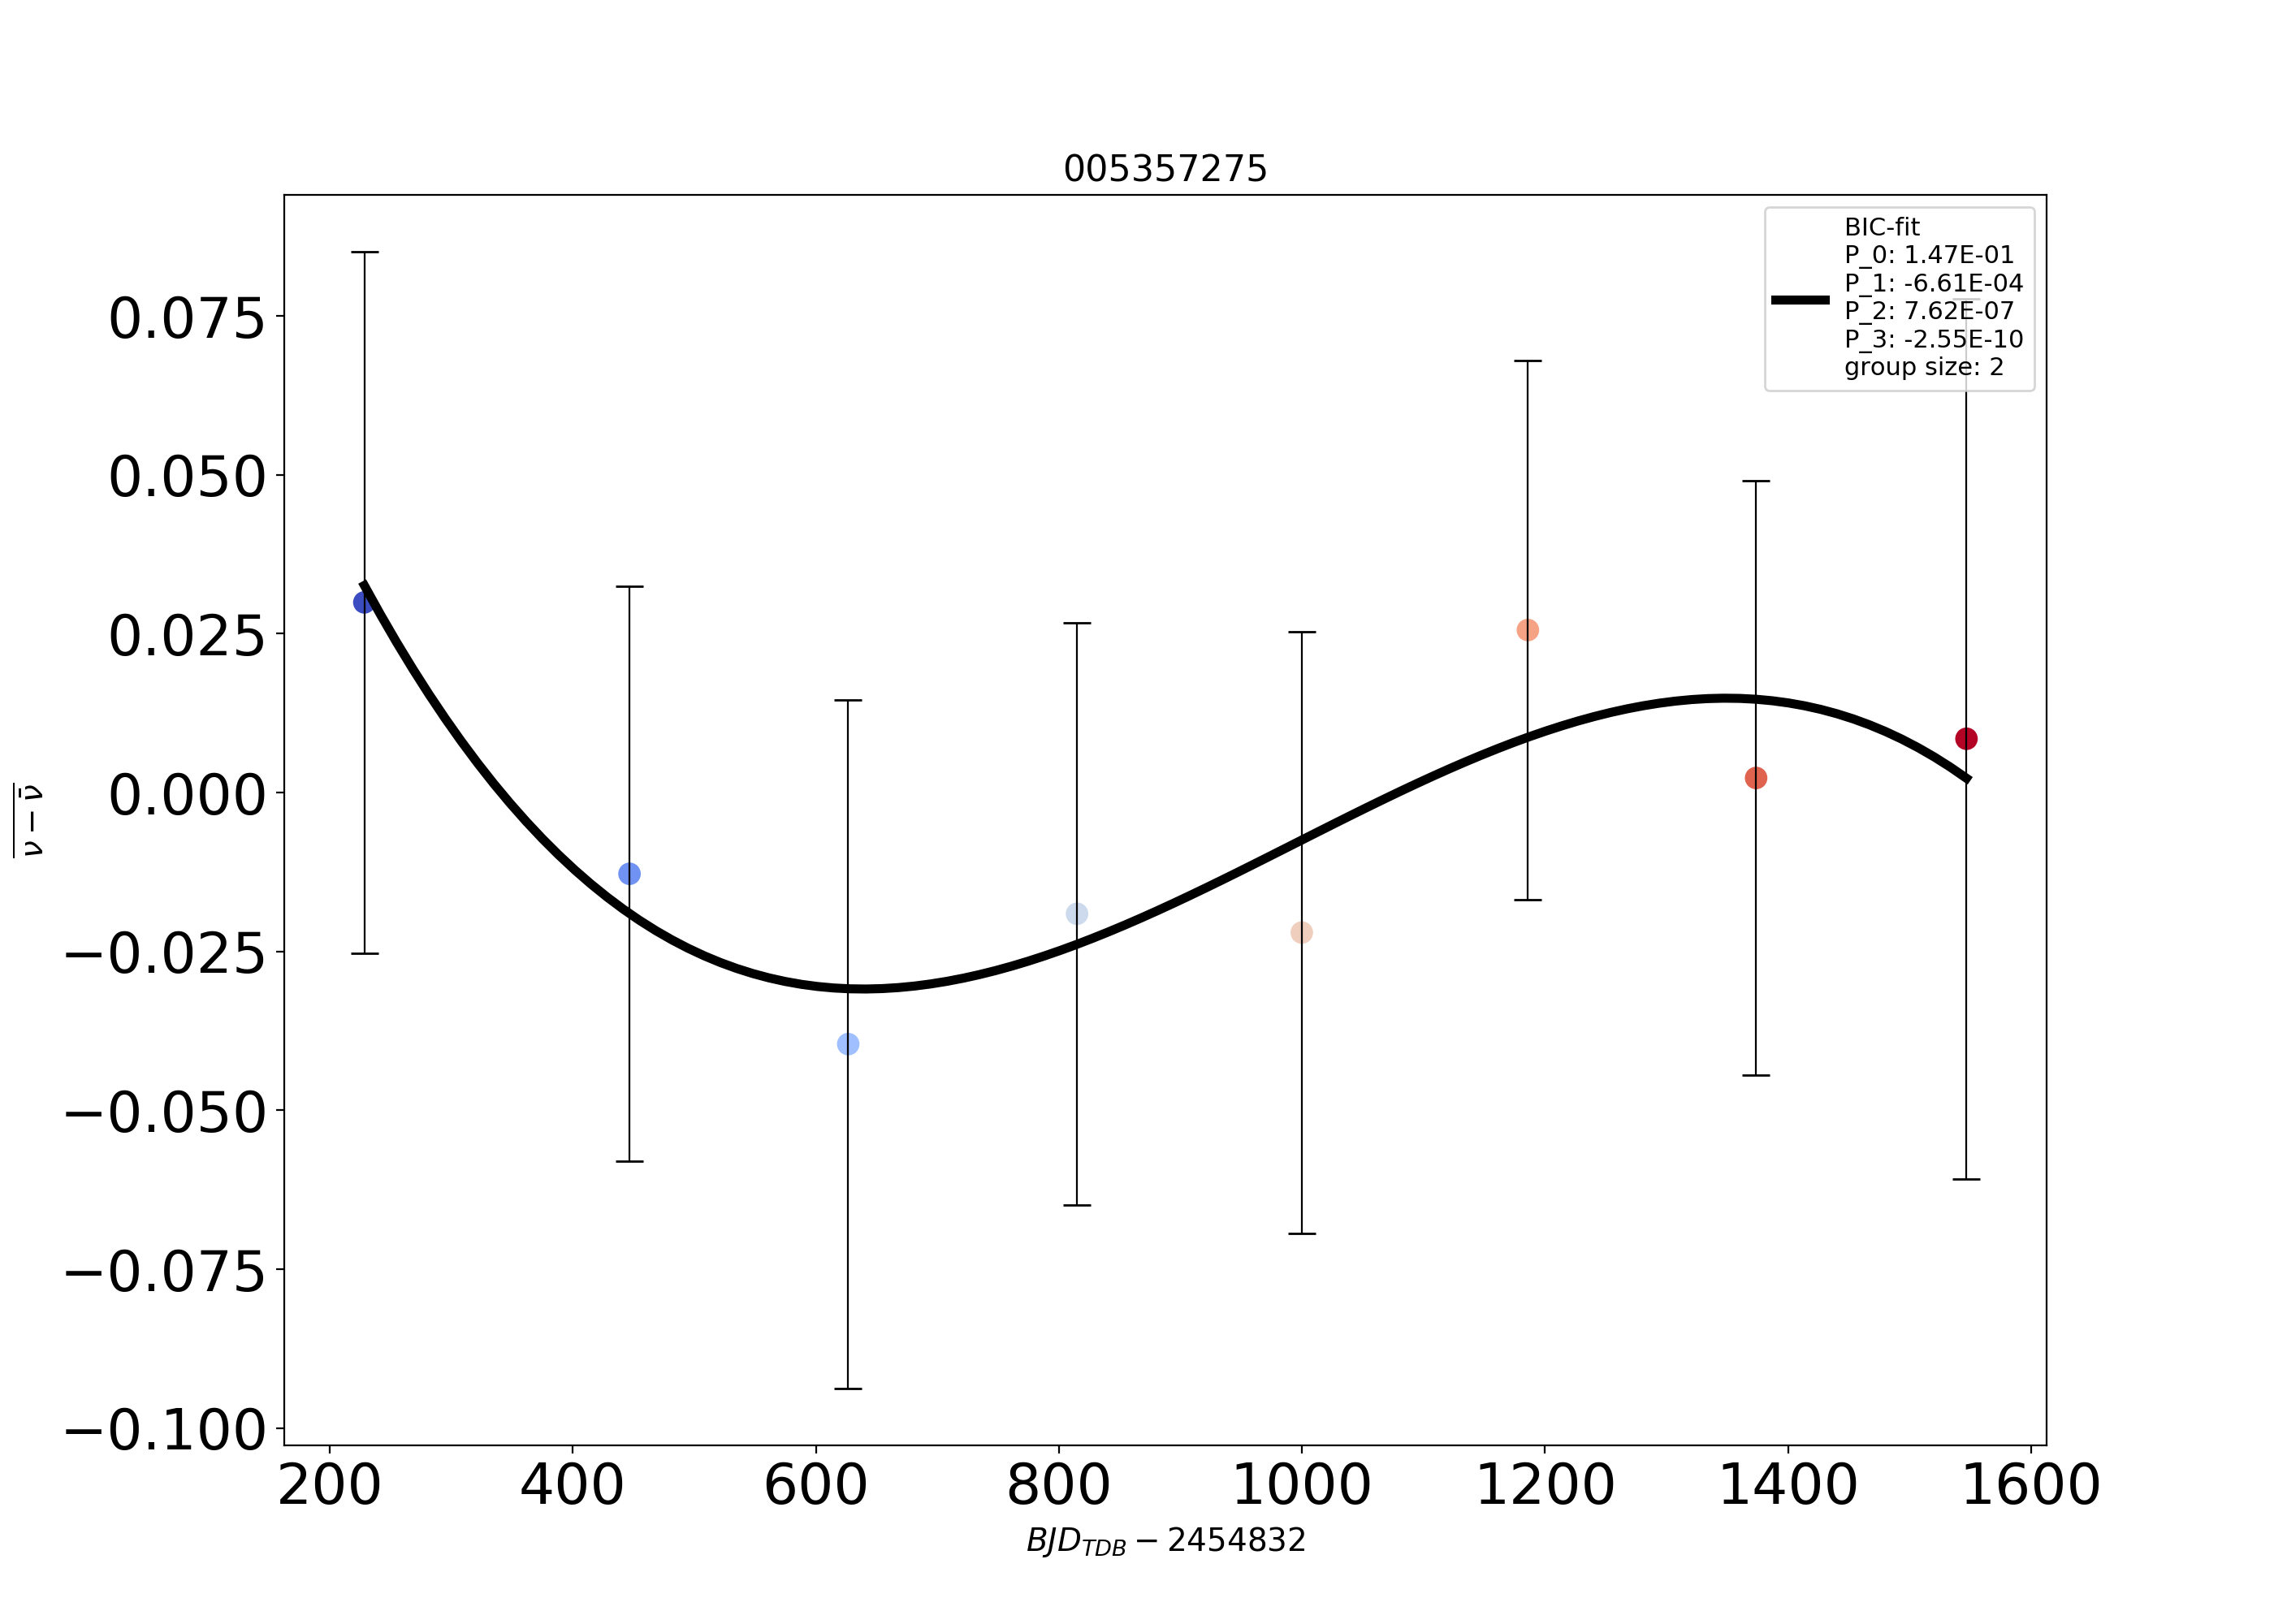 005357275
BIC-fit
P_0: 1.47E-01
P_1: -6.61E-04
P_2: 7.62E-07
P_3: -2.55E-10
group size: 2
0.075
0.050
0.025
0.000
−0.025
−0.050
−0.075
−0.100
ν − ν̄
200 400 600 800 1000 1200 1400 1600
BJD_TDB − 2454832